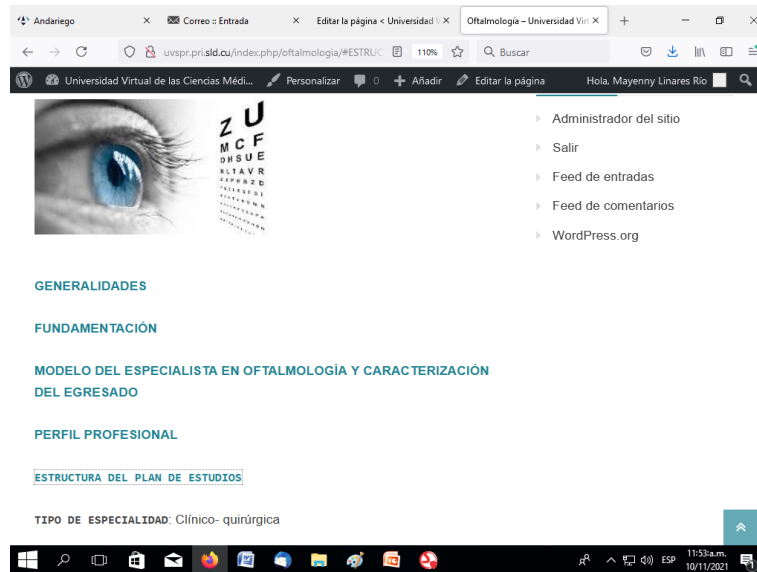 Andariego
Correo :: Entrada
Editar la página < Universidad V
Oftalmología – Universidad Virt
uvspr.pri.sld.cu/index.php/oftalmologia/#ESTRUC
110%
Buscar
Universidad Virtual de las Ciencias Médi...
Personalizar
0
Añadir
Editar la página
Hola, Mayenny Linares Río
Z U
M C F
O H S U E
N L T A V R
Administrador del sitio
Salir
Feed de entradas
Feed de comentarios
WordPress.org
GENERALIDADES
FUNDAMENTACIÓN
MODELO DEL ESPECIALISTA EN OFTALMOLOGÍA Y CARACTERIZACIÓN
DEL EGRESADO
PERFIL PROFESIONAL
ESTRUCTURA DEL PLAN DE ESTUDIOS
TIPO DE ESPECIALIDAD: Clínico- quirúrgica
ESP
11:53:a.m.
10/11/2021